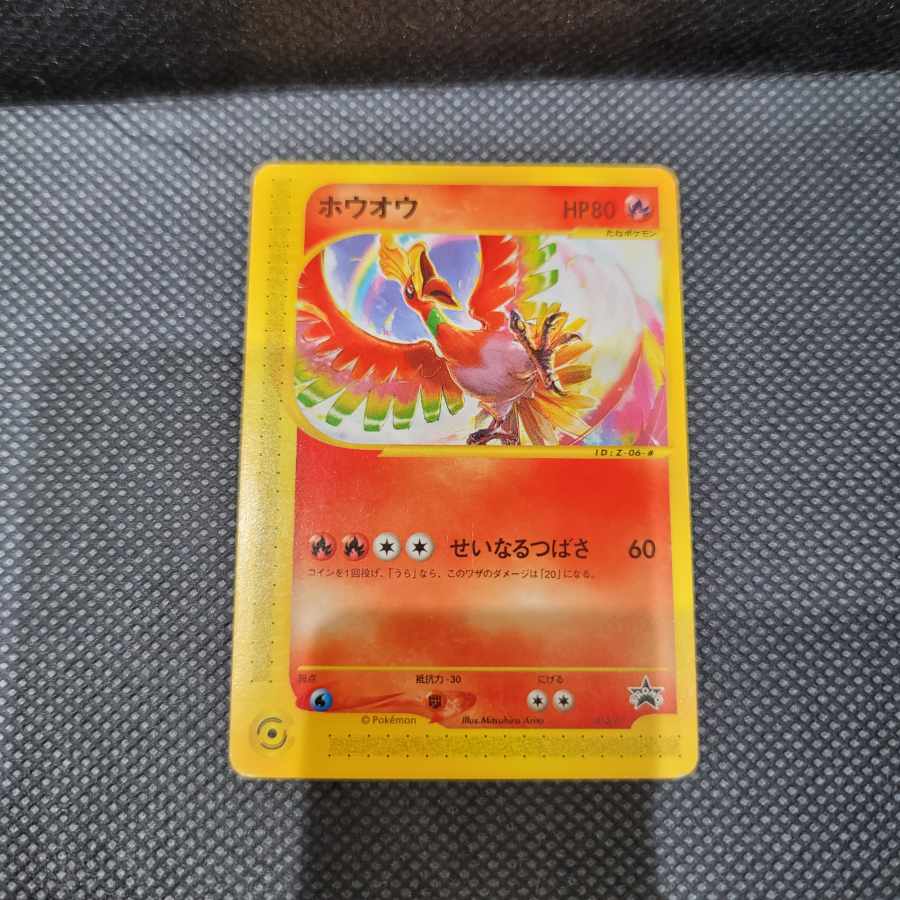 ホウオウ HP80
たねポケモン
ID:Z-06-#
せいなるつばさ 60
コインを1回投げ、「うら」なら、このワザのダメージは「20」になる。
弱点 抵抗力 -30 にげる
© Pokémon Illus. Mitsuhiro Arita